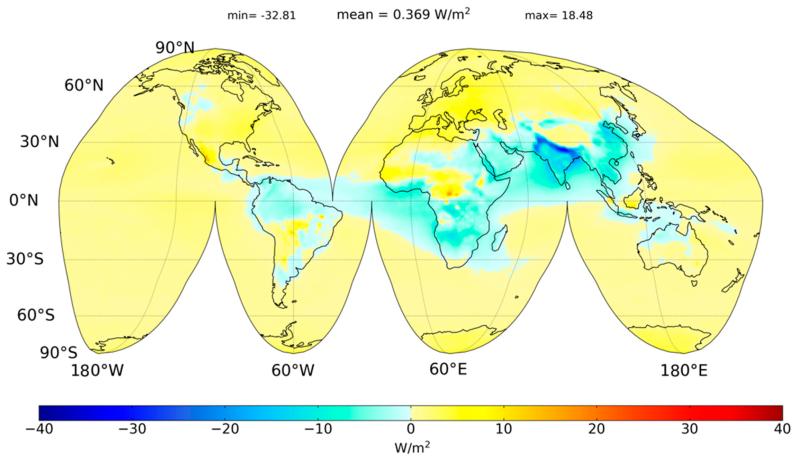 min= -32.81 mean = 0.369 W/m² max= 18.48
90°N
60°N
30°N
0°N
30°S
60°S
90°S
180°W 60°W 60°E 180°E
−40 −30 −20 −10 0 10 20 30 40
W/m²